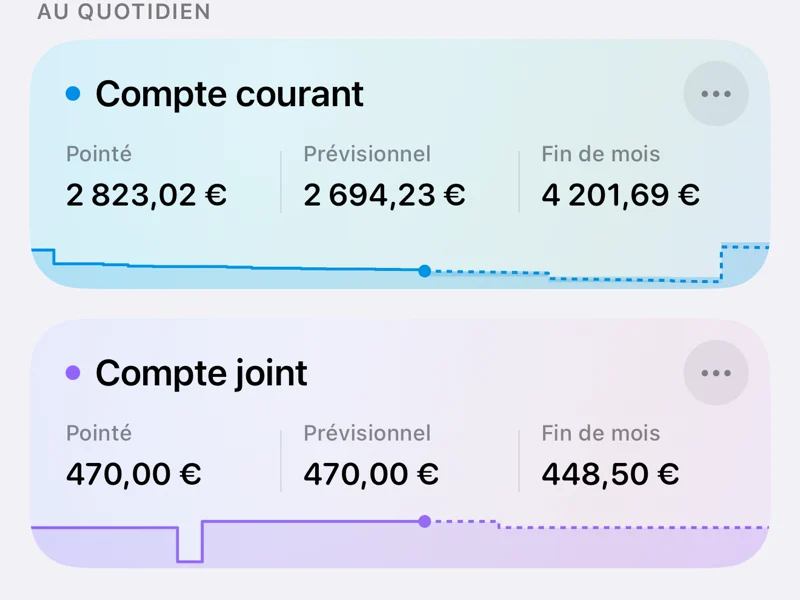 AU QUOTIDIEN
Compte courant
Pointé Prévisionnel Fin de mois
2 823,02 € 2 694,23 € 4 201,69 €
Compte joint
Pointé Prévisionnel Fin de mois
470,00 € 470,00 € 448,50 €